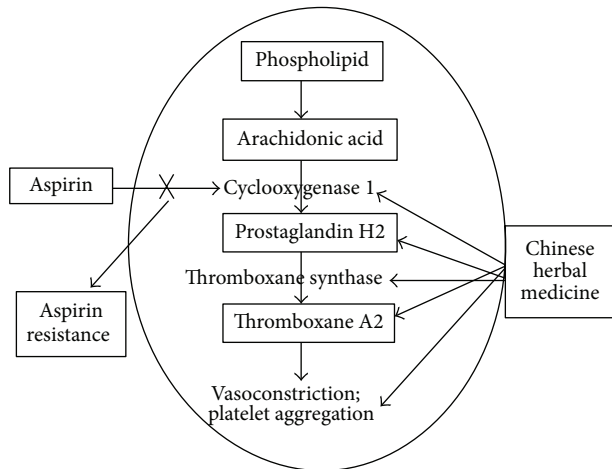 Phospholipid
Arachidonic acid
Aspirin
Cyclooxygenase 1
Prostaglandin H2
Chinese
herbal
medicine
Thromboxane synthase
Aspirin
resistance
Thromboxane A2
Vasoconstriction;
platelet aggregation